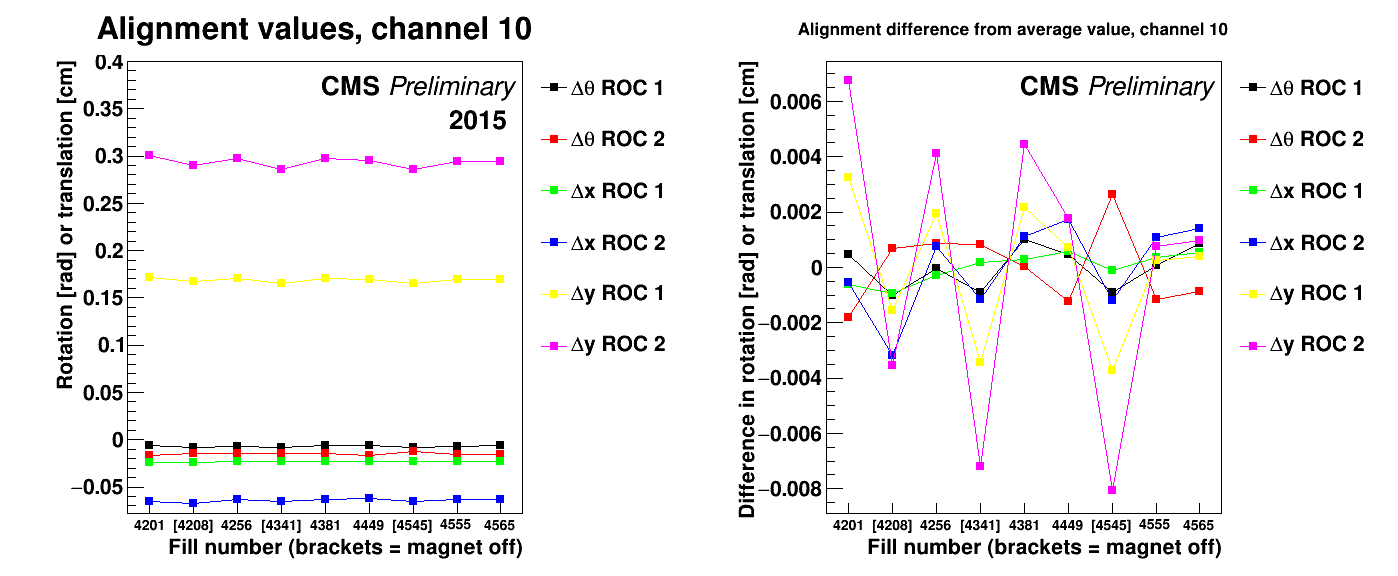 Alignment values, channel 10
Rotation [rad] or translation [cm]
0.4
0.35
0.3
0.25
0.2
0.15
0.1
0.05
0
−0.05
CMS Preliminary
2015
4201 [4208] 4256 [4341] 4381 4449 [4545] 4555 4565
Fill number (brackets = magnet off)
Δθ ROC 1
Δθ ROC 2
Δx ROC 1
Δx ROC 2
Δy ROC 1
Δy ROC 2
Alignment difference from average value, channel 10
Difference in rotation [rad] or translation [cm]
0.006
0.004
0.002
0
−0.002
−0.004
−0.006
−0.008
CMS Preliminary
4201 [4208] 4256 [4341] 4381 4449 [4545] 4555 4565
Fill number (brackets = magnet off)
Δθ ROC 1
Δθ ROC 2
Δx ROC 1
Δx ROC 2
Δy ROC 1
Δy ROC 2